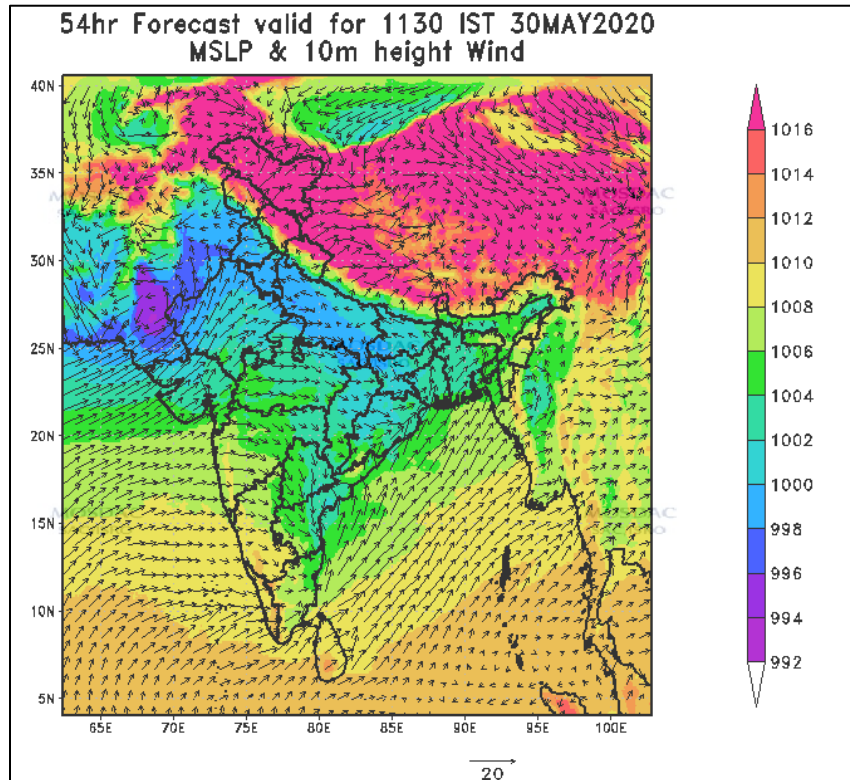 54hr Forecast valid for 1130 IST 30MAY2020
MSLP & 10m height Wind
40N
35N
30N
25N
20N
15N
10N
5N
65E
70E
75E
80E
85E
90E
95E
100E
20
1016
1014
1012
1010
1008
1006
1004
1002
1000
998
996
994
992